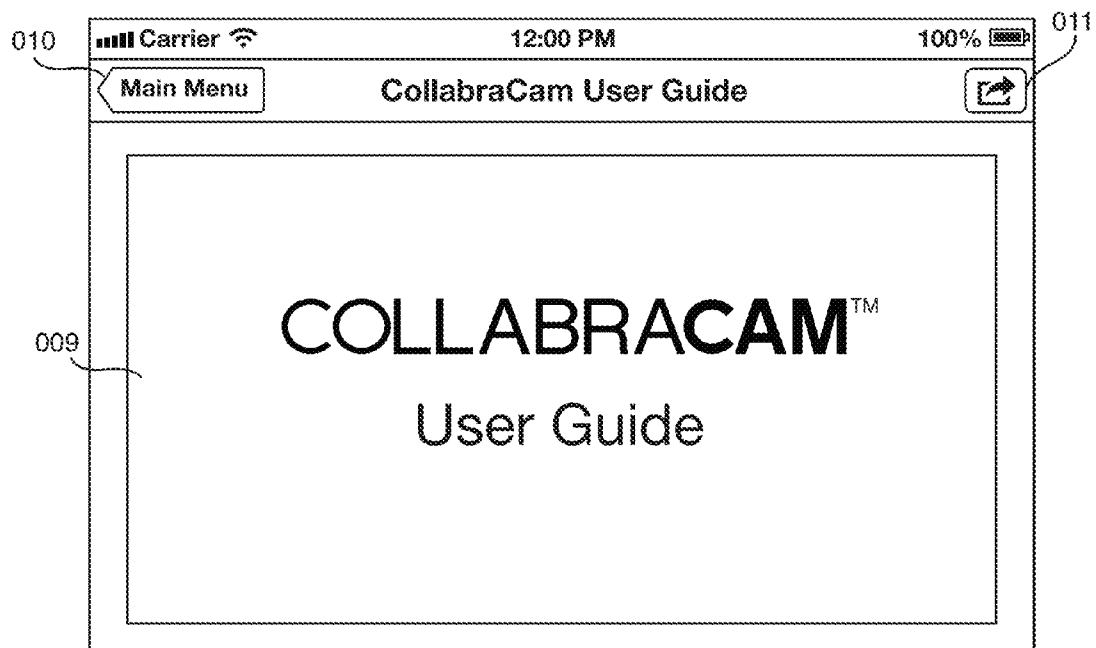 010
Carrier 12:00 PM 100%
011
Main Menu CollabraCam User Guide
COLLABRACAM™
009
User Guide